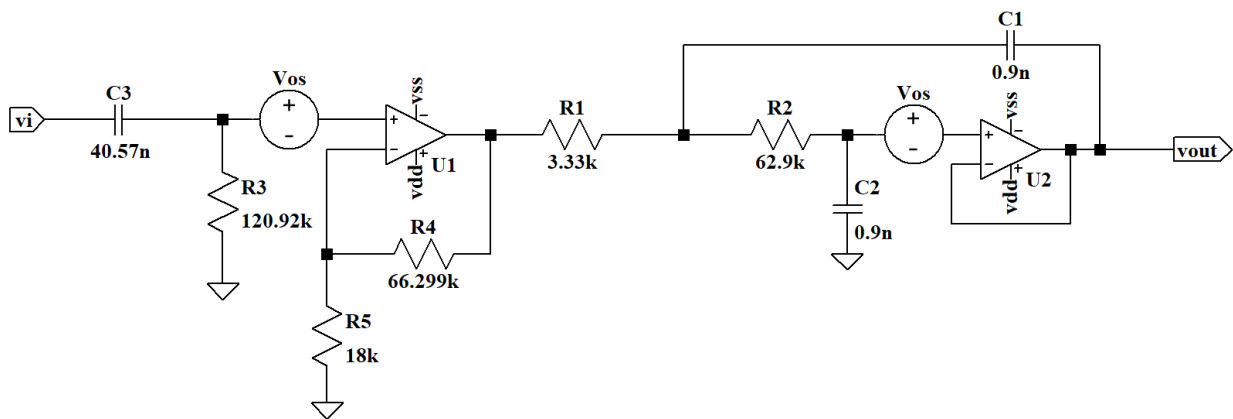 C1
0.9n
Vos
+
-
vss
C3
vi
40.57n
+
-
-
+
vdd
U1
R1
3.33k
R2
62.9k
Vos
+
-
vss
+
-
-
+
vdd
U2
vout
R3
120.92k
R4
66.299k
C2
0.9n
R5
18k